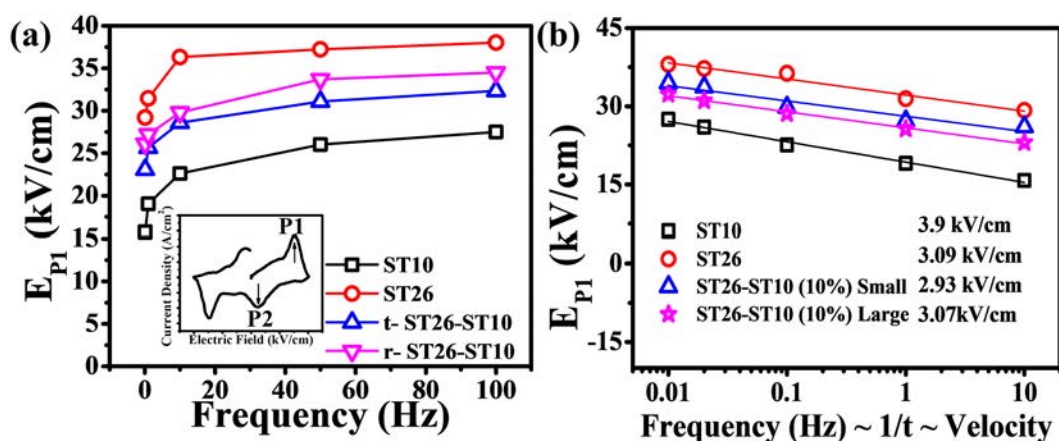 (a)
E_P1 (kV/cm)
40
35
30
25
20
15
10
5
0
0 20 40 60 80 100
Frequency (Hz)
Current Density (A/cm²)
P1
P2
Electric Field (kV/cm)
ST10
ST26
t- ST26-ST10
r- ST26-ST10
(b)
E_P1 (kV/cm)
45
30
15
0
-15
0.01 0.1 1 10
Frequency (Hz) ~ 1/t ~ Velocity
ST10 3.9 kV/cm
ST26 3.09 kV/cm
ST26-ST10 (10%) Small 2.93 kV/cm
ST26-ST10 (10%) Large 3.07kV/cm